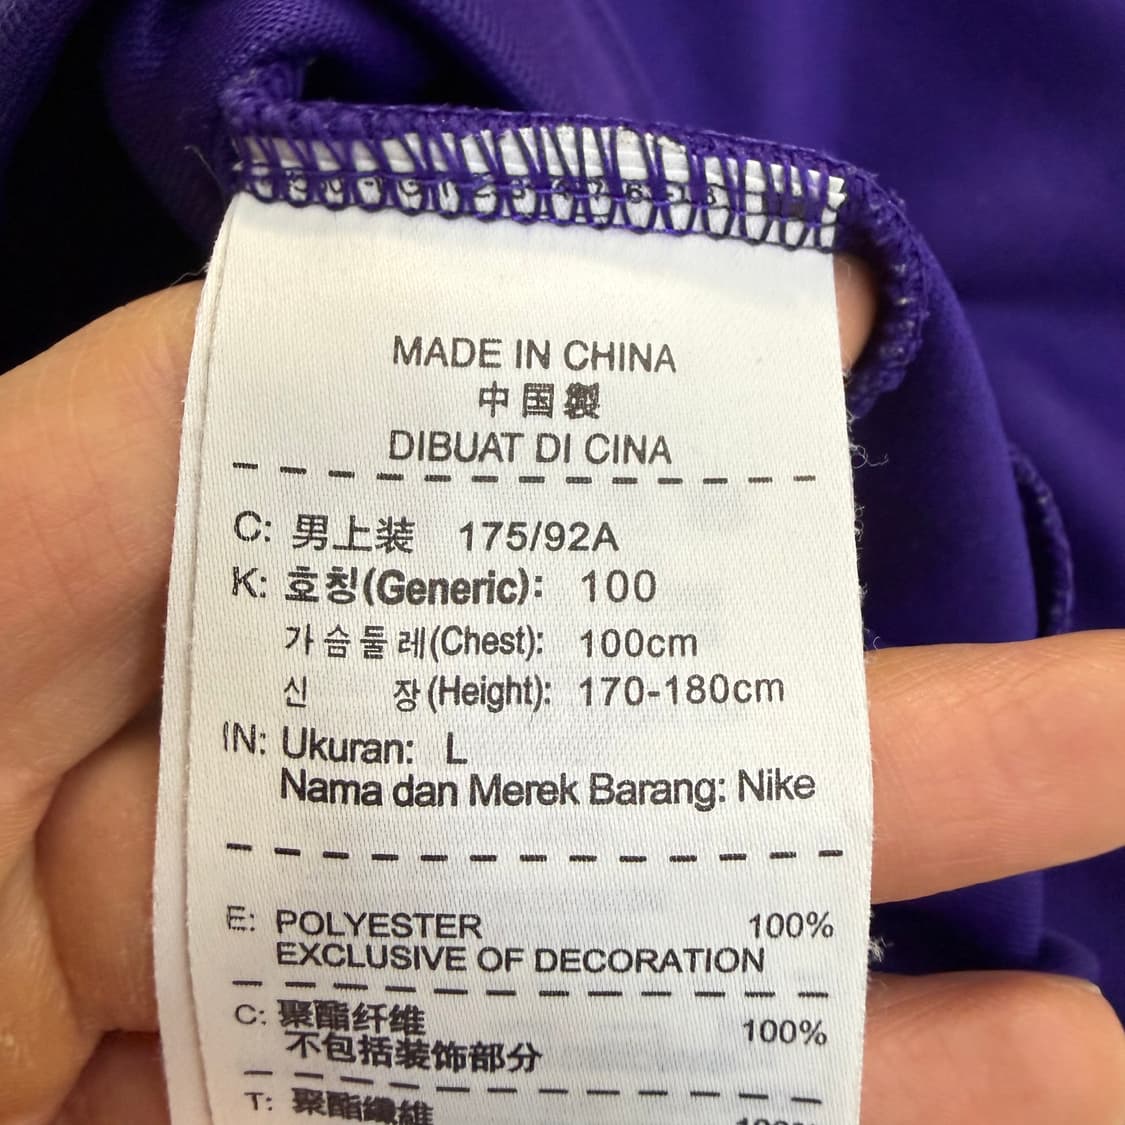 MADE IN CHINA
中国製
DIBUAT DI CINA
C: 男上装 175/92A
K: 호칭(Generic): 100
가슴둘레(Chest): 100cm
신 장(Height): 170-180cm
IN: Ukuran: L
Nama dan Merek Barang: Nike
E: POLYESTER 100%
EXCLUSIVE OF DECORATION
C: 聚酯纤维 100%
不包括装饰部分
T: 聚酯纖維 100%